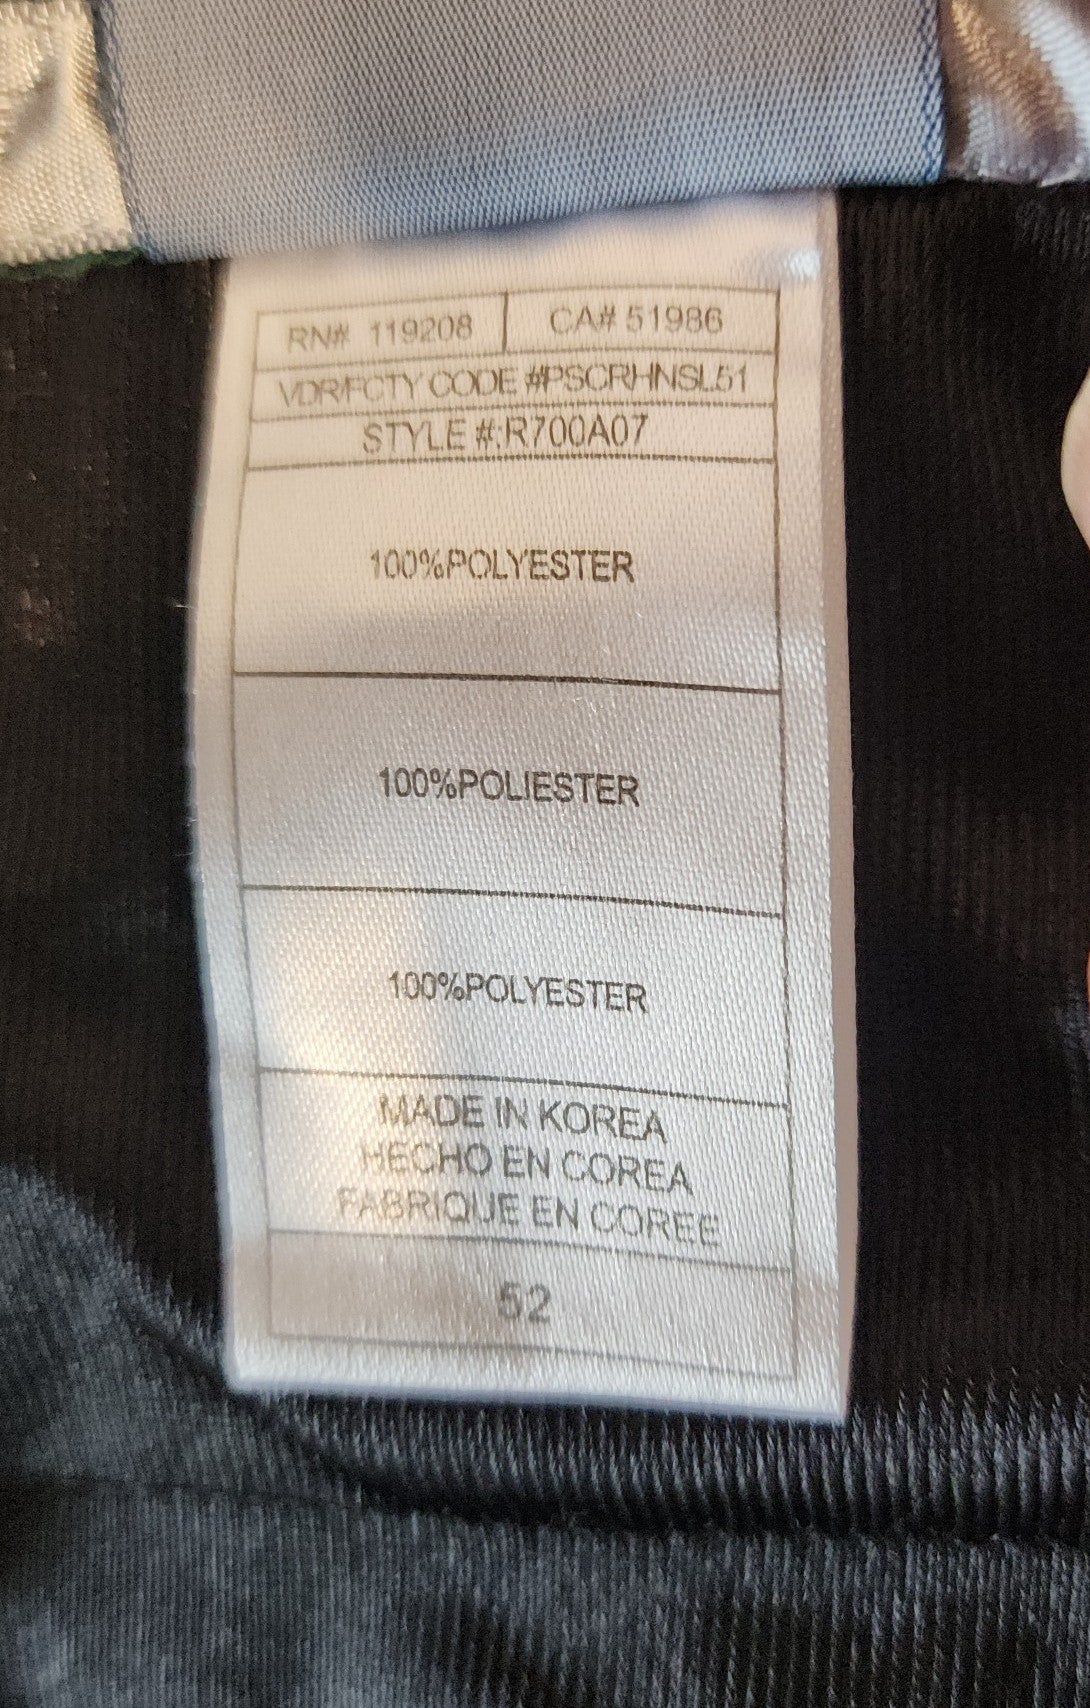 RN# 119208 CA# 51986
VDR/FCTY CODE #PSCRHNSL51
STYLE #:R700A07
100%POLYESTER
100%POLIESTER
100%POLYESTER
MADE IN KOREA
HECHO EN COREA
FABRIQUE EN COREE
52